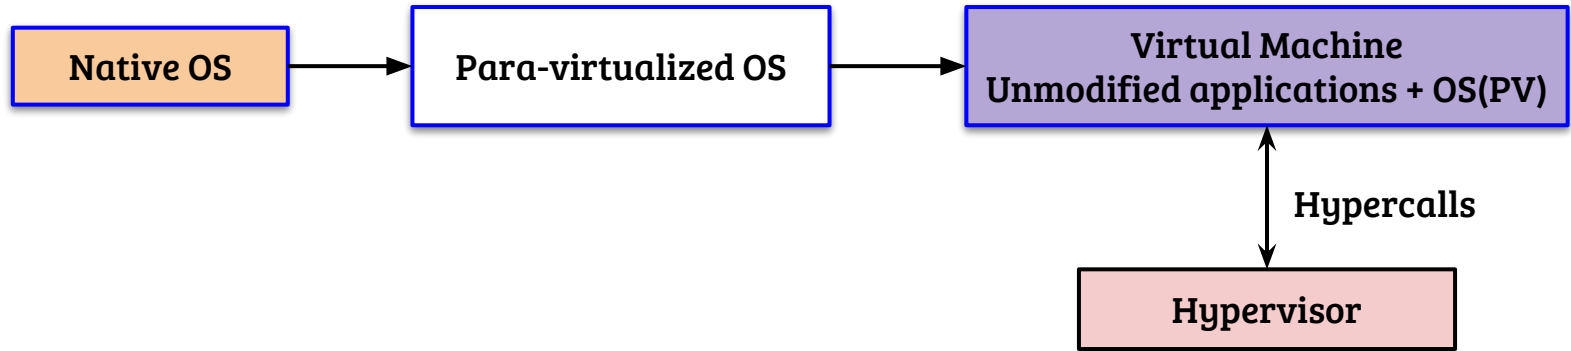 Native OS
Para-virtualized OS
Virtual Machine
Unmodified applications + OS(PV)
Hypercalls
Hypervisor